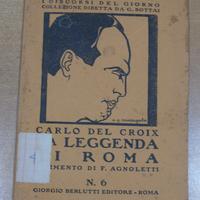 I DISCORSI DEL GIORNO
COLLEZIONE DIRETTA DA G. BOTTAI
CARLO DEL CROIX
A LEGGENDA
DI ROMA
COMMENTO DI F. AGNOLETTI
N. 6
GIORGIO BERLUTTI EDITORE - ROMA